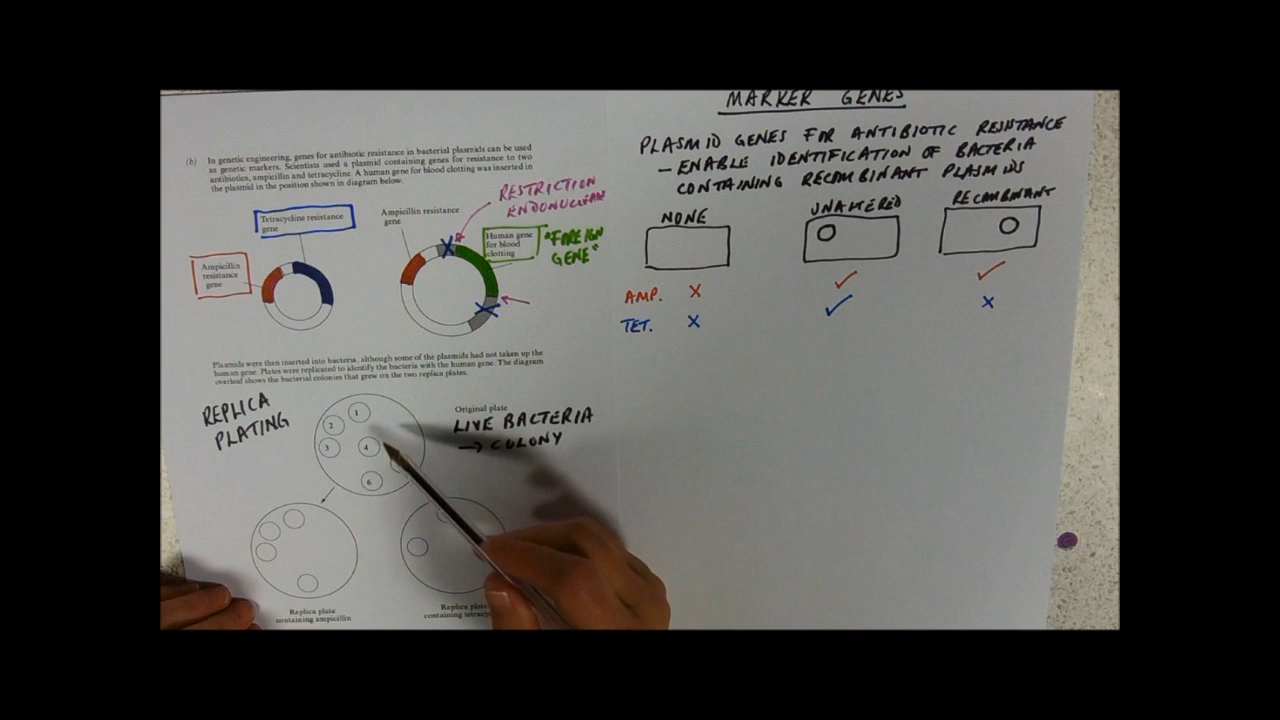 MARKER GENES
PLASMID GENES FOR ANTIBIOTIC RESISTANCE
– ENABLE IDENTIFICATION OF BACTERIA
CONTAINING RECOMBINANT PLASMIDS
NONE
UNALTERED
RECOMBINANT
AMP. X ✓ ✓
TET. X ✓ X
(b) In genetic engineering, genes for antibiotic resistance in bacterial plasmids can be used
as genetic markers. Scientists used a plasmid containing genes for resistance to two
antibiotics, ampicillin and tetracycline. A human gene for blood clotting was inserted in
the plasmid in the position shown in diagram below.
RESTRICTION
Tetracycline resistance
gene
Ampicillin resistance
gene
Human gene
for blood
clotting
"FOREIGN
GENE"
Ampicillin
resistance
gene
Plasmids were then inserted into bacteria, although some of the plasmids had not taken up the
human gene. Plates were replicated to identify the bacteria with the human gene. The diagram
overleaf shows the bacterial colonies that grew on the two replica plates.
REPLICA
PLATING
1
2
3
4
6
Original plate
LIVE BACTERIA
→ COLONY
Replica plate
containing ampicillin
Replica plate
containing